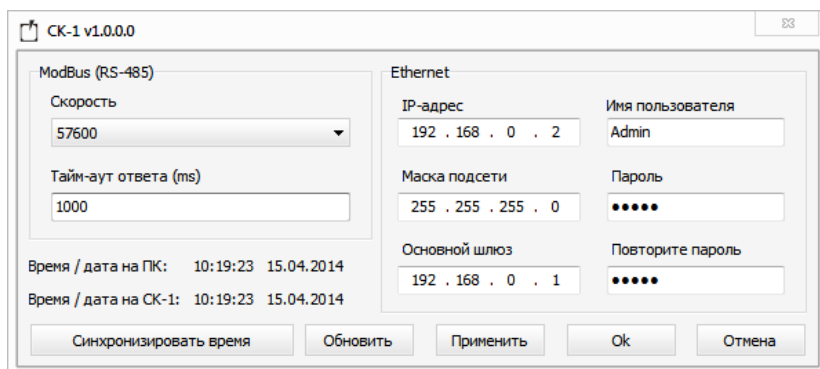 СК-1 v1.0.0.0
ModBus (RS-485)
Скорость
57600
Тайм-аут ответа (ms)
1000
Время / дата на ПК: 10:19:23 15.04.2014
Время / дата на СК-1: 10:19:23 15.04.2014
Ethernet
IP-адрес
192 . 168 . 0 . 2
Имя пользователя
Admin
Маска подсети
255 . 255 . 255 . 0
Пароль
•••••
Основной шлюз
192 . 168 . 0 . 1
Повторите пароль
•••••
Синхронизировать время
Обновить
Применить
Ok
Отмена